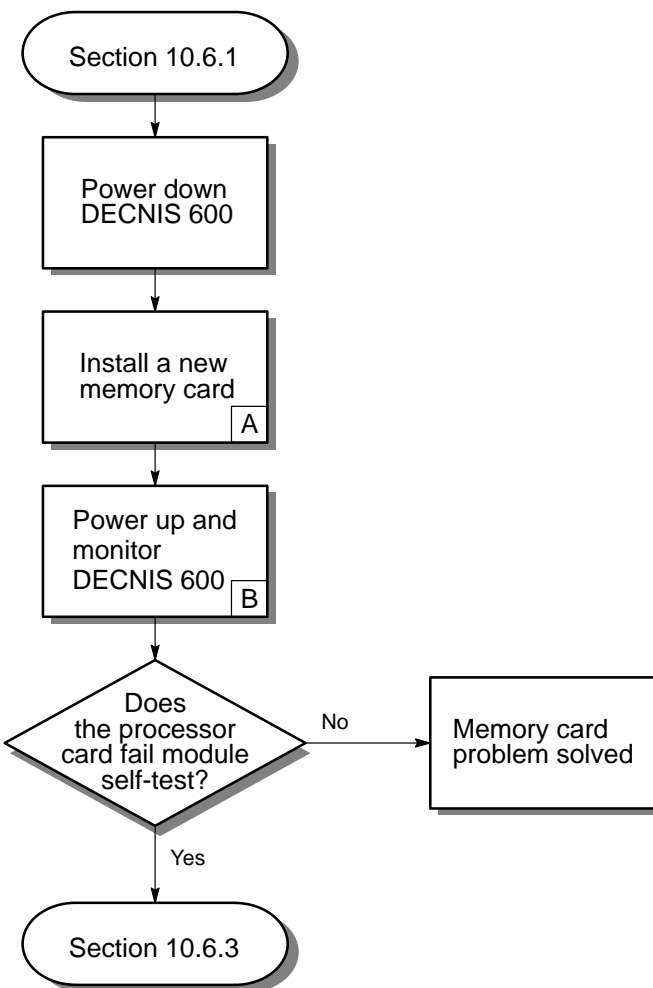 Section 10.6.1
Power down
DECNIS 600
Install a new
memory card
A
Power up and
monitor
DECNIS 600
B
Does
the processor
card fail module
self-test?
No
Memory card
problem solved
Yes
Section 10.6.3